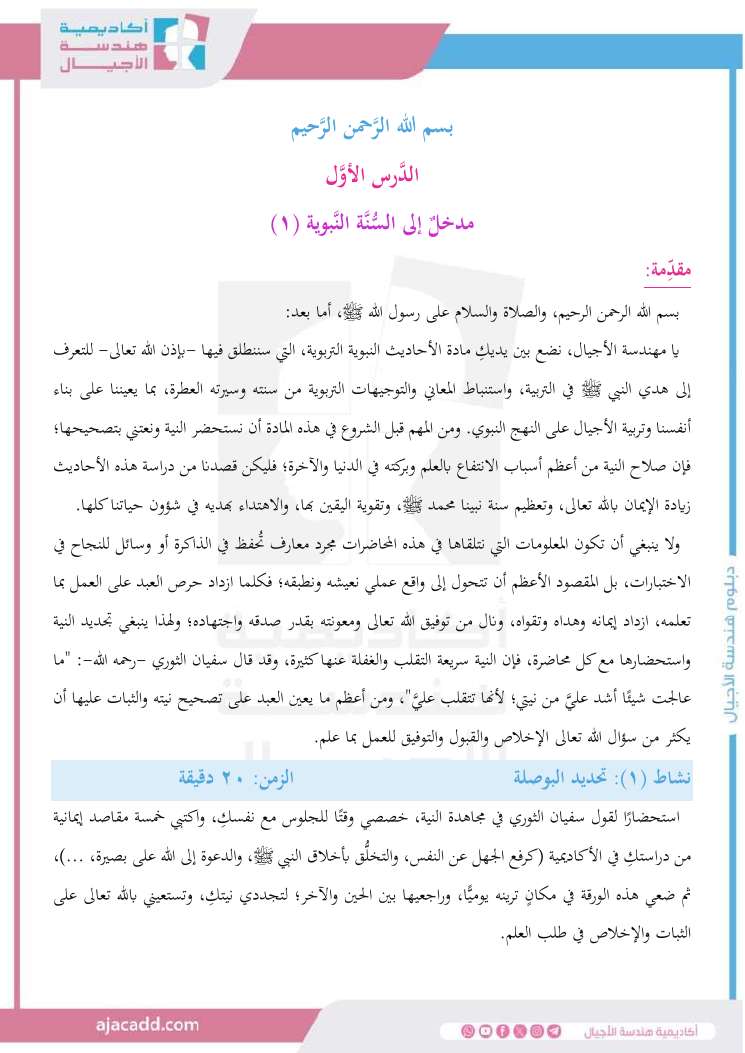 أكاديمية
هندسة
الأجيال
بسم الله الرَّحمن الرَّحيم
الدَّرس الأوَّل
مدخلٌ إلى السُّنَّة النَّبوية (١)
مقدِّمة:
بسم الله الرحمن الرحيم، والصلاة والسلام على رسول الله ﷺ، أما بعد:
يا مهندسة الأجيال، نضع بين يديكِ مادة الأحاديث النبوية التربوية، التي سننطلق فيها -بإذن الله تعالى- للتعرف
إلى هدي النبي ﷺ في التربية، واستنباط المعاني والتوجيهات التربوية من سنته وسيرته العطرة، بما يعيننا على بناء
أنفسنا وتربية الأجيال على النهج النبوي. ومن المهم قبل الشروع في هذه المادة أن نستحضر النية ونعتني بتصحيحها؛
فإن صلاح النية من أعظم أسباب الانتفاع بالعلم وبركته في الدنيا والآخرة؛ فليكن قصدنا من دراسة هذه الأحاديث
زيادة الإيمان بالله تعالى، وتعظيم سنة نبينا محمد ﷺ، وتقوية اليقين بها، والاهتداء بهديه في شؤون حياتنا كلها.
ولا ينبغي أن تكون المعلومات التي نتلقاها في هذه المحاضرات مجرد معارف تُحفظ في الذاكرة أو وسائل للنجاح في
الاختبارات، بل المقصود الأعظم أن تتحول إلى واقع عملي نعيشه ونطبقه؛ فكلما ازداد حرص العبد على العمل بما
تعلمه، ازداد إيمانه وهداه وتقواه، ونال من توفيق الله تعالى ومعونته بقدر صدقه واجتهاده؛ ولهذا ينبغي تجديد النية
واستحضارها مع كل محاضرة، فإن النية سريعة التقلب والغفلة عنها كثيرة، وقد قال سفيان الثوري -رحمه الله-: "ما
عالجت شيئًا أشد عليَّ من نيتي؛ لأنها تتقلب عليَّ"، ومن أعظم ما يعين العبد على تصحيح نيته والثبات عليها أن
يكثر من سؤال الله تعالى الإخلاص والقبول والتوفيق للعمل بما علم.
نشاط (١): تحديد البوصلة الزمن: ٢٠ دقيقة
استحضارًا لقول سفيان الثوري في مجاهدة النية، خصصي وقتًا للجلوس مع نفسكِ، واكتبي خمسة مقاصد إيمانية
من دراستكِ في الأكاديمية (كرفع الجهل عن النفس، والتخلُّق بأخلاق النبي ﷺ، والدعوة إلى الله على بصيرة، ...)،
ثم ضعي هذه الورقة في مكانٍ ترينه يوميًّا، وراجعيها بين الحين والآخر؛ لتجددي نيتكِ، وتستعيني بالله تعالى على
الثبات والإخلاص في طلب العلم.
دبلوم هندسة الأجيال
أكاديمية
هندسة
الأجيال
أكاديمية هندسة الأجيال
ajacadd.com